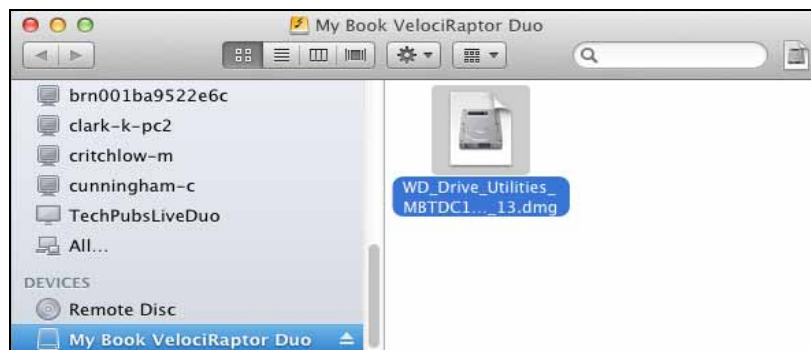 My Book VelociRaptor Duo
brn001ba9522e6c
clark-k-pc2
critchlow-m
cunningham-c
TechPubsLiveDuo
All...
DEVICES
Remote Disc
My Book VelociRaptor Duo
WD_Drive_Utilities_
MBTDC1..._13.dmg